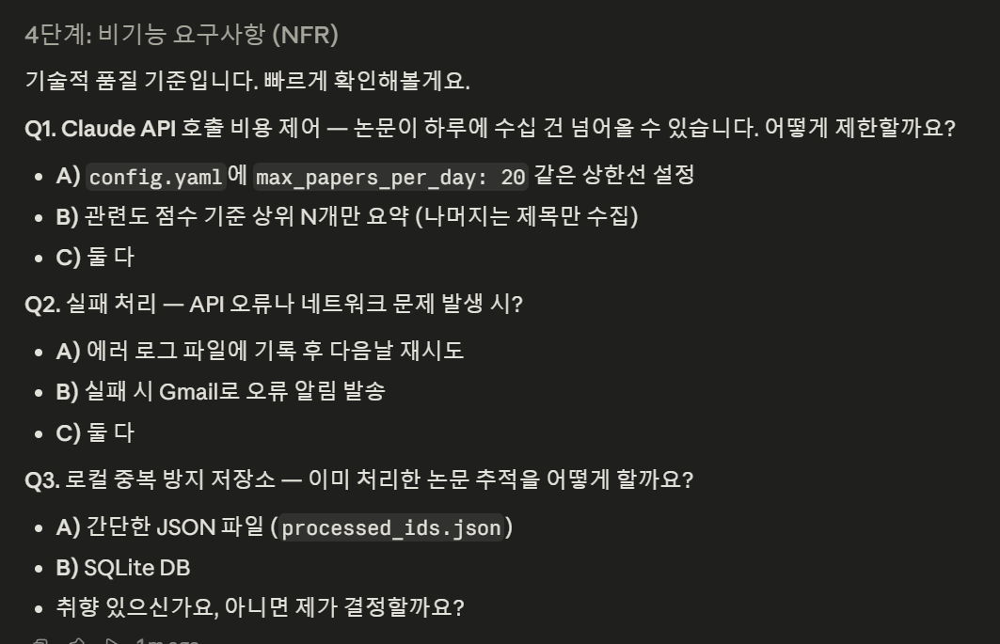 4단계: 비기능 요구사항 (NFR)
기술적 품질 기준입니다. 빠르게 확인해볼게요.
Q1. Claude API 호출 비용 제어 — 논문이 하루에 수십 건 넘어올 수 있습니다. 어떻게 제한할까요?
• A) config.yaml에 max_papers_per_day: 20 같은 상한선 설정
• B) 관련도 점수 기준 상위 N개만 요약 (나머지는 제목만 수집)
• C) 둘 다
Q2. 실패 처리 — API 오류나 네트워크 문제 발생 시?
• A) 에러 로그 파일에 기록 후 다음날 재시도
• B) 실패 시 Gmail로 오류 알림 발송
• C) 둘 다
Q3. 로컬 중복 방지 저장소 — 이미 처리한 논문 추적을 어떻게 할까요?
• A) 간단한 JSON 파일 (processed_ids.json)
• B) SQLite DB
• 취향 있으신가요, 아니면 제가 결정할까요?